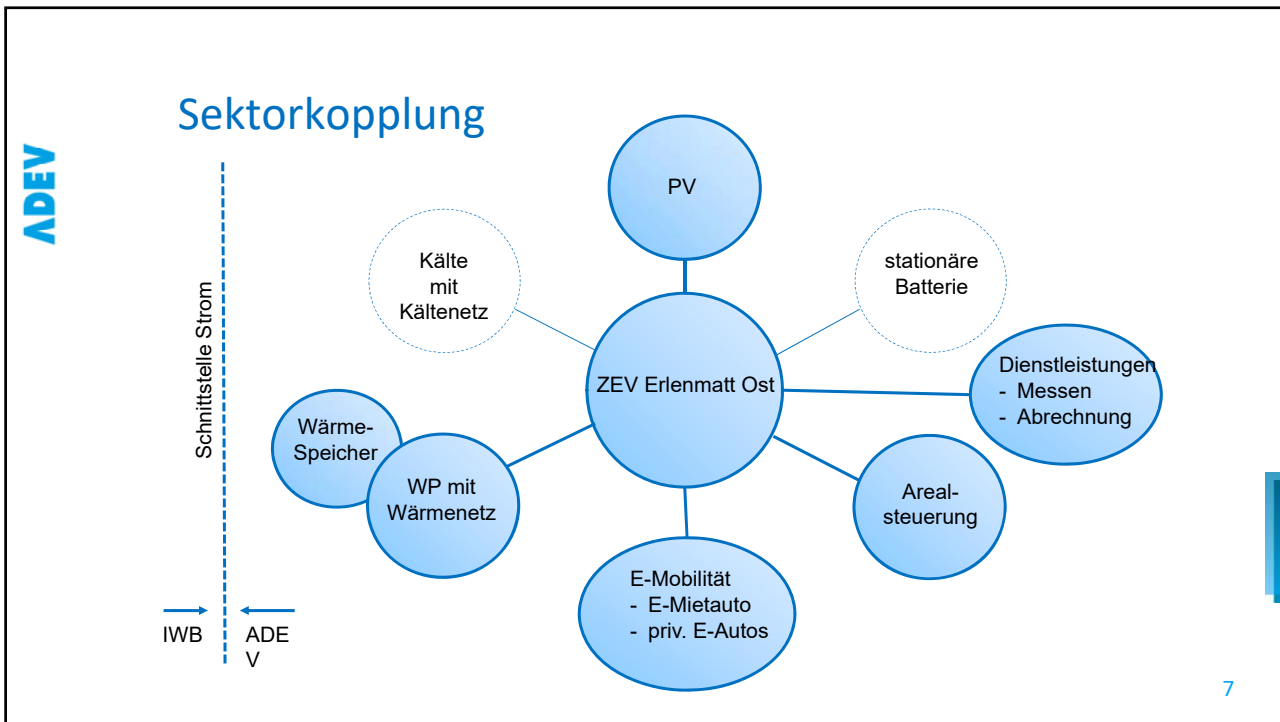 Sektorkopplung
ADEV
PV
Kälte
mit
Kältenetz
stationäre
Batterie
Schnittstelle Strom
ZEV Erlenmatt Ost
Dienstleistungen
- Messen
- Abrechnung
Wärme-
Speicher
WP mit
Wärmenetz
Areal-
steuerung
E-Mobilität
- E-Mietauto
- priv. E-Autos
IWB
ADE
V
7